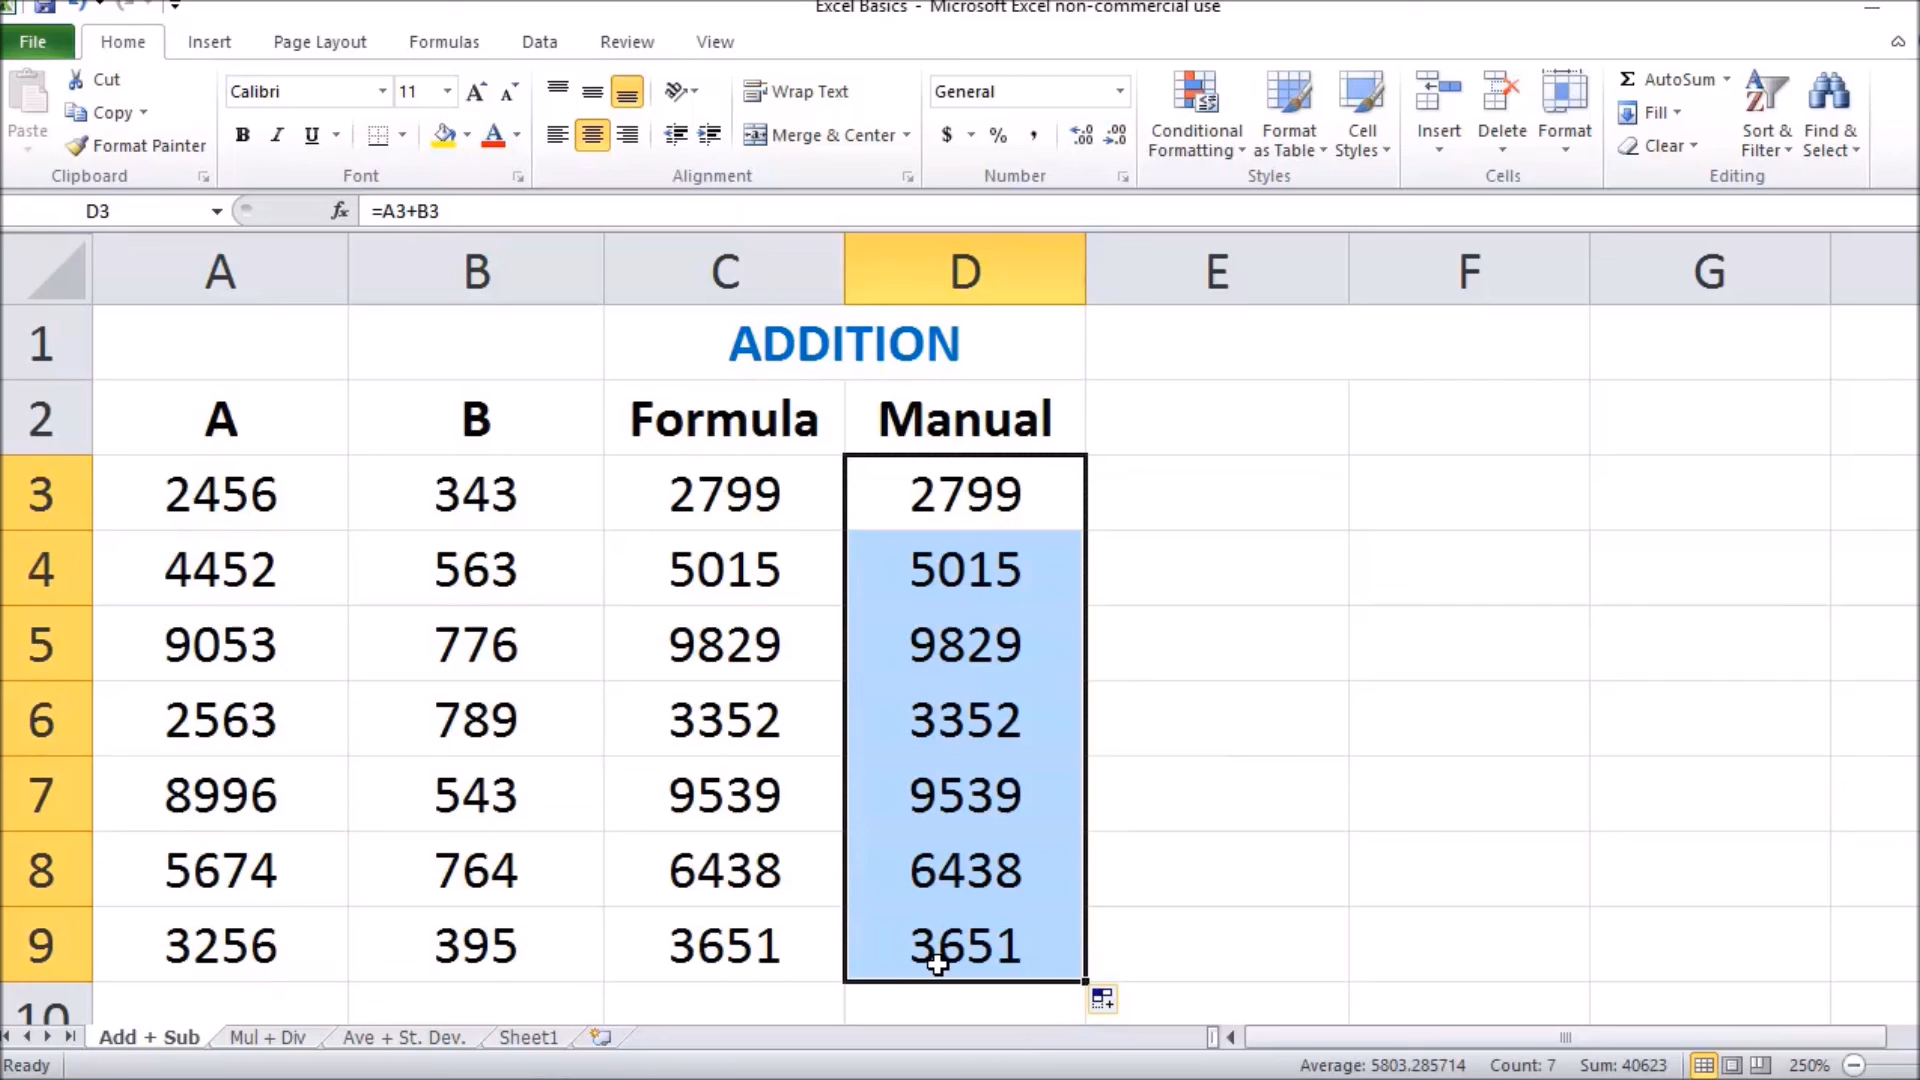 Excel Basics - Microsoft Excel non-commercial use
File Home Insert Page Layout Formulas Data Review View
Paste
Cut
Copy
Format Painter
Clipboard
Calibri 11
B I U A
Font
Wrap Text
Merge & Center
Alignment
General
$ % ,
Number
Conditional Formatting
Format as Table
Cell Styles
Styles
Insert Delete Format
Cells
Σ AutoSum
Fill
Clear
Sort & Filter
Find & Select
Editing
D3 fx =A3+B3
A B C D E F G
1 ADDITION
2 A B Formula Manual
3 2456 343 2799 2799
4 4452 563 5015 5015
5 9053 776 9829 9829
6 2563 789 3352 3352
7 8996 543 9539 9539
8 5674 764 6438 6438
9 3256 395 3651 3651
10
Add + Sub Mul + Div Ave + St. Dev. Sheet1
Ready Average: 5803.285714 Count: 7 Sum: 40623 250%